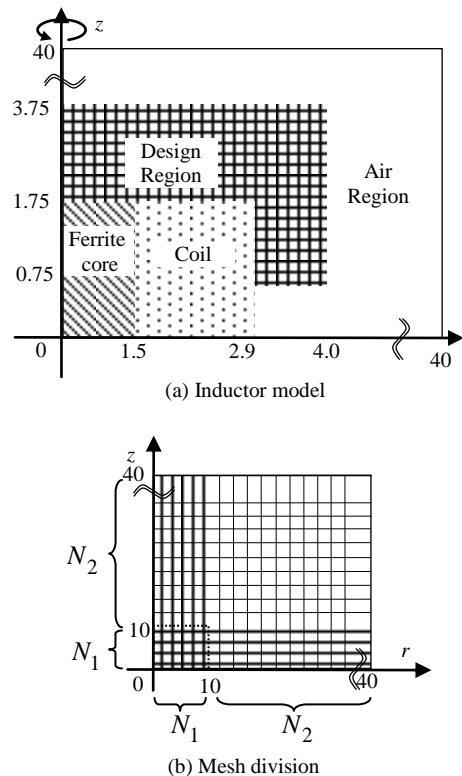 z
40
3.75
Design
Region
Air
Region
1.75
Ferrite
core
Coil
0.75
0
1.5
2.9
4.0
40
(a) Inductor model
z
40
N2
10
N1
0
10
40
r
N1
N2
(b) Mesh division